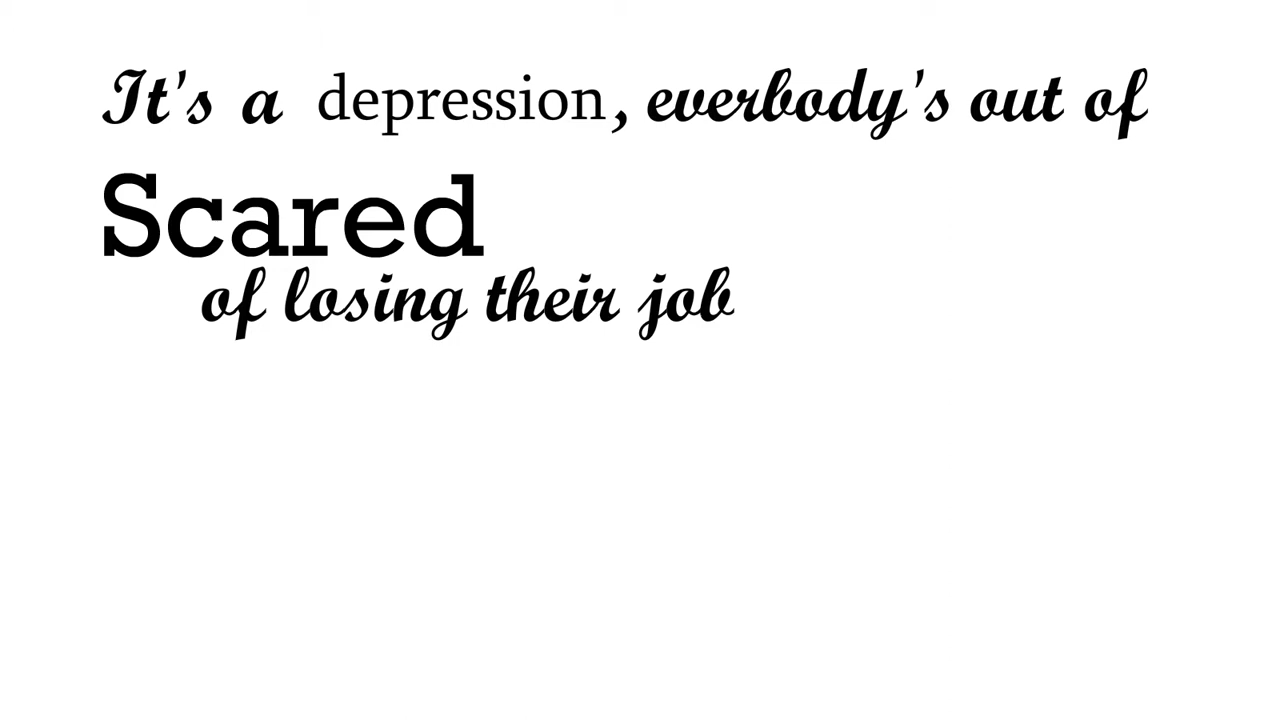 It's a depression, everbody's out of
Scared
of losing their job